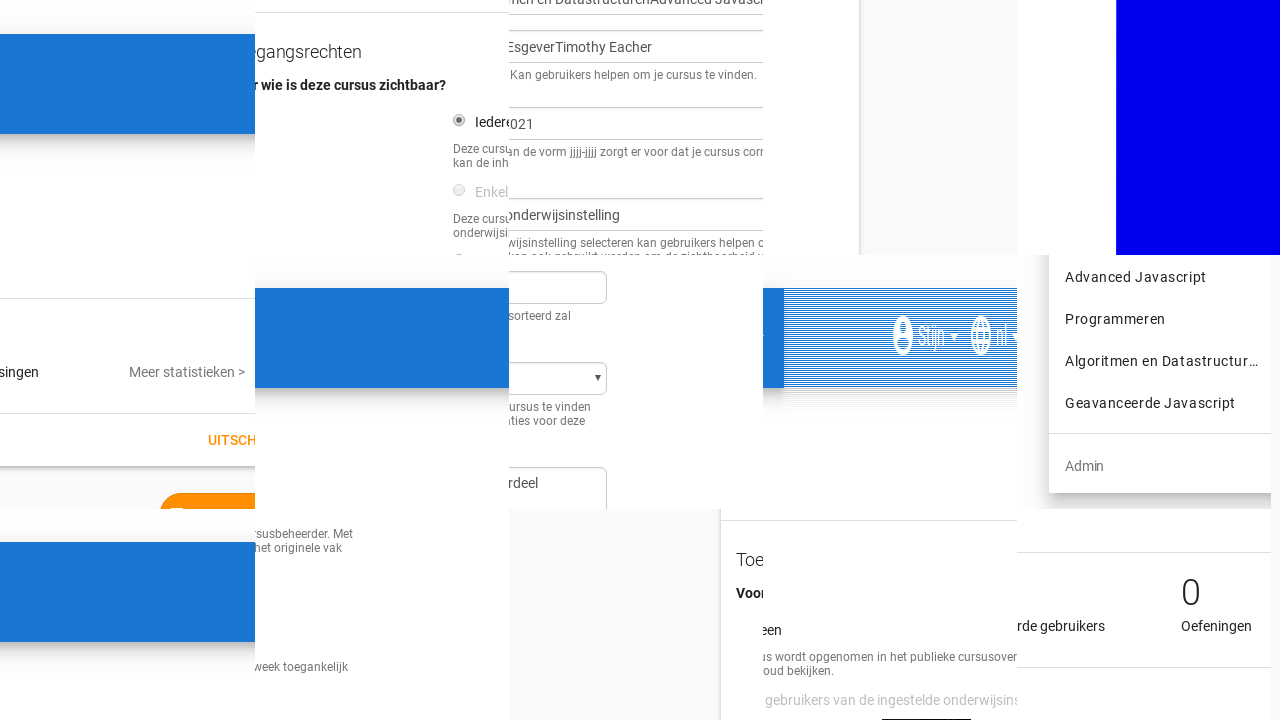 men en DatastructurenAdvanced Javasc
EsgeverTimothy Eacher
Kan gebruikers helpen om je cursus te vinden.
egangsrechten
r wie is deze cursus zichtbaar?
Ieder
021
Deze cursu
kan de inh
an de vorm jjjj-jjjj zorgt er voor dat je cursus corr
Enkel
Deze cursu
onderwijsi
onderwijsinstelling
wijsinstelling selecteren kan gebruikers helpen o
singen
Meer statistieken >
UITSCH
sorteerd zal
ursus te vinden
aties voor deze
rdeel
Stijn
nl
Advanced Javascript
Programmeren
Algoritmen en Datastructur…
Geavanceerde Javascript
Admin
rsusbeheerder. Met
het originele vak
week toegankelijk
Toe
Voor
een
us wordt opgenomen in het publieke cursusover
oud bekijken.
gebruikers van de ingestelde onderwijsins
0
rde gebruikers
Oefeningen